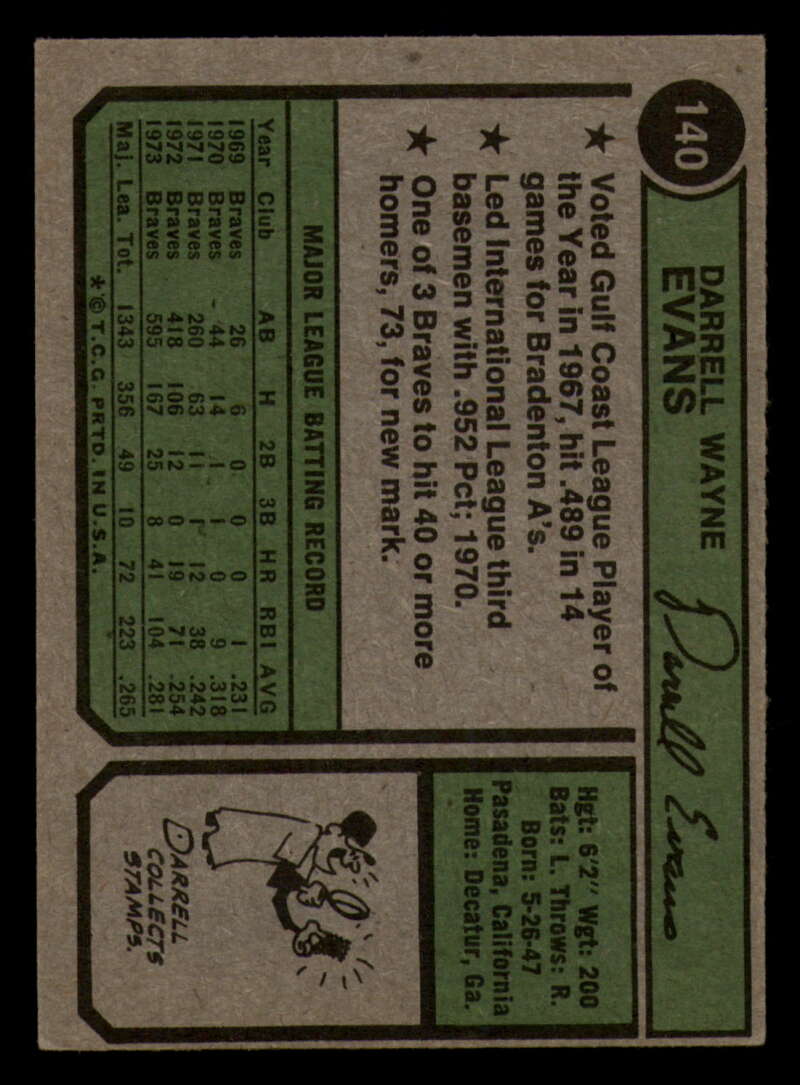 140
DARRELL WAYNE
EVANS
Darrell Evans
★ Voted Gulf Coast League Player of
the Year in 1967, hit .489 in 14
games for Bradenton A's.
★ Led International League third
basemen with .952 Pct; 1970.
★ One of 3 Braves to hit 40 or more
homers, 73, for new mark.
MAJOR LEAGUE BATTING RECORD
Year Club AB H 2B 3B HR RBI AVG
1969 Braves 26 6 0 0 0 1 .231
1970 Braves 44 14 1 1 0 9 .318
1971 Braves 260 63 11 1 12 38 .242
1972 Braves 418 106 12 0 19 71 .254
1973 Braves 595 167 25 8 41 104 .281
Maj. Lea. Tot. 1343 356 49 10 72 223 .265
*© T.C.G. PRTD. IN U.S.A.
Hgt: 6'2" Wgt: 200
Bats: L. Throws: R.
Born: 5-26-47
Pasadena, California
Home: Decatur, Ga.
DARRELL
COLLECTS
STAMPS.